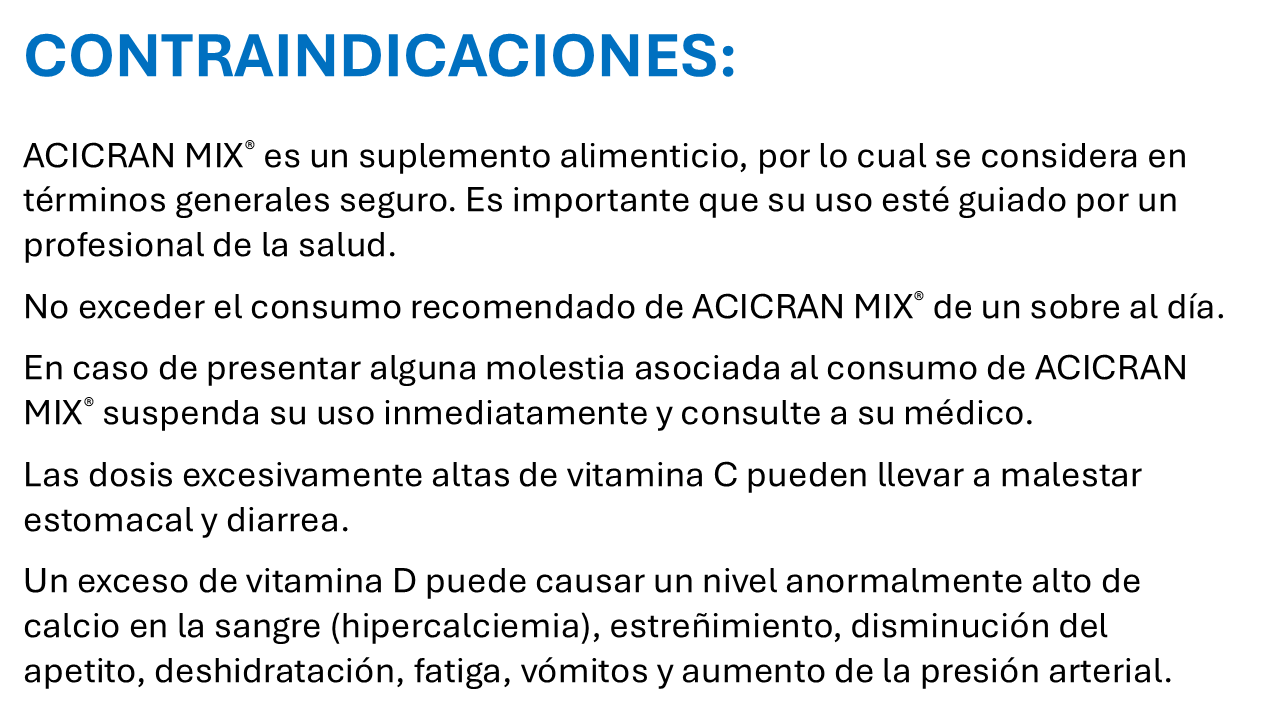 CONTRAINDICACIONES:
ACICRAN MIX® es un suplemento alimenticio, por lo cual se considera en
términos generales seguro. Es importante que su uso esté guiado por un
profesional de la salud.
No exceder el consumo recomendado de ACICRAN MIX® de un sobre al día.
En caso de presentar alguna molestia asociada al consumo de ACICRAN
MIX® suspenda su uso inmediatamente y consulte a su médico.
Las dosis excesivamente altas de vitamina C pueden llevar a malestar
estomacal y diarrea.
Un exceso de vitamina D puede causar un nivel anormalmente alto de
calcio en la sangre (hipercalciemia), estreñimiento, disminución del
apetito, deshidratación, fatiga, vómitos y aumento de la presión arterial.